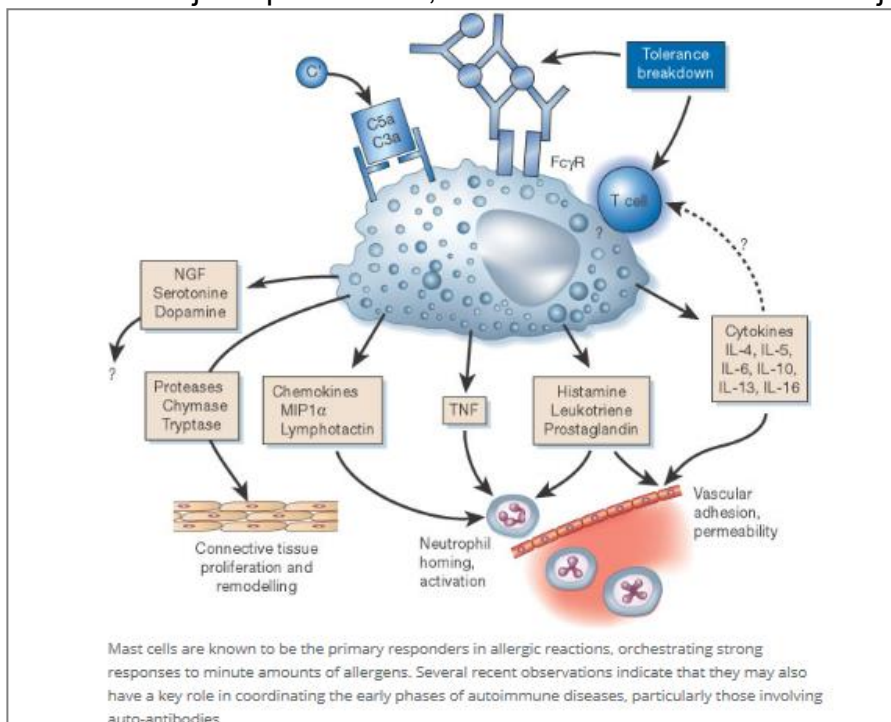 C
C5a
C3a
FcγR
Tolerance
breakdown
T cell
?
?
NGF
Serotonine
Dopamine
?
Proteases
Chymase
Tryptase
Chemokines
MIP1α
Lymphotactin
TNF
Histamine
Leukotriene
Prostaglandin
Cytokines
IL-4, IL-5,
IL-6, IL-10,
IL-13, IL-16
Connective tissue
proliferation and
remodelling
Neutrophil
homing,
activation
Vascular
adhesion,
permeability
Mast cells are known to be the primary responders in allergic reactions, orchestrating strong
responses to minute amounts of allergens. Several recent observations indicate that they may also
have a key role in coordinating the early phases of autoimmune diseases, particularly those involving
auto-antibodies